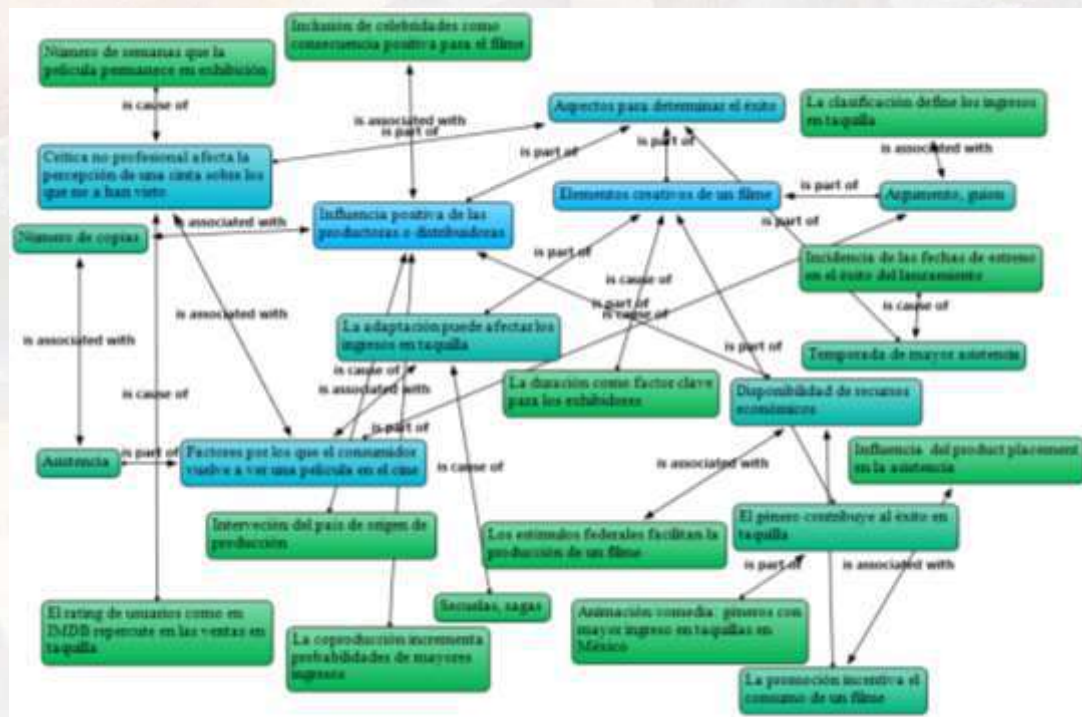 Número de semanas que la
película permanece en exhibición
Inclusión de celebridades como
consecuencia positiva para el filme
is cause of
is associated with
is part of
Aspectos para determinar el éxito
La clasificación define los ingresos
en taquilla
is part of
is part of
is associated with
Crítica no profesional afecta la
percepción de una cinta sobre los
que no a han visto
Elementos creativos de un filme
is part of
Argumento, guion
is associated with
Influencia positiva de las
productoras o distribuidoras
is part of
Número de copias
is part of
Incidencia de las fechas de estreno
en el éxito del lanzamiento
is cause of
is associated with
is part of
is cause of
is cause of
La adaptación puede afectar los
ingresos en taquilla
is associated with
is part of
Temporada de mayor asistencia
is cause of
is associated with
La duración como factor clave
para los exhibidores
Disponibilidad de recursos
económicos
is cause of
Asistencia
is part of
Factores por los que el consumidor
vuelve a ver una película en el cine
is cause of
is associated with
Influencia del product placement
en la asistencia
Interveción del país de origen de
producción
Los estímulos federales facilitan la
producción de un filme
El género contribuye al éxito en
taquilla
is part of
is associated with
El rating de usuarios como en
IMDB repercute en las ventas en
taquilla
Secuelas, sagas
La coproducción incrementa
probabilidades de mayores
ingresos
Animación comedia géneros con
mayor ingreso en taquillas en
México
La promoción incentiva el
consumo de un filme